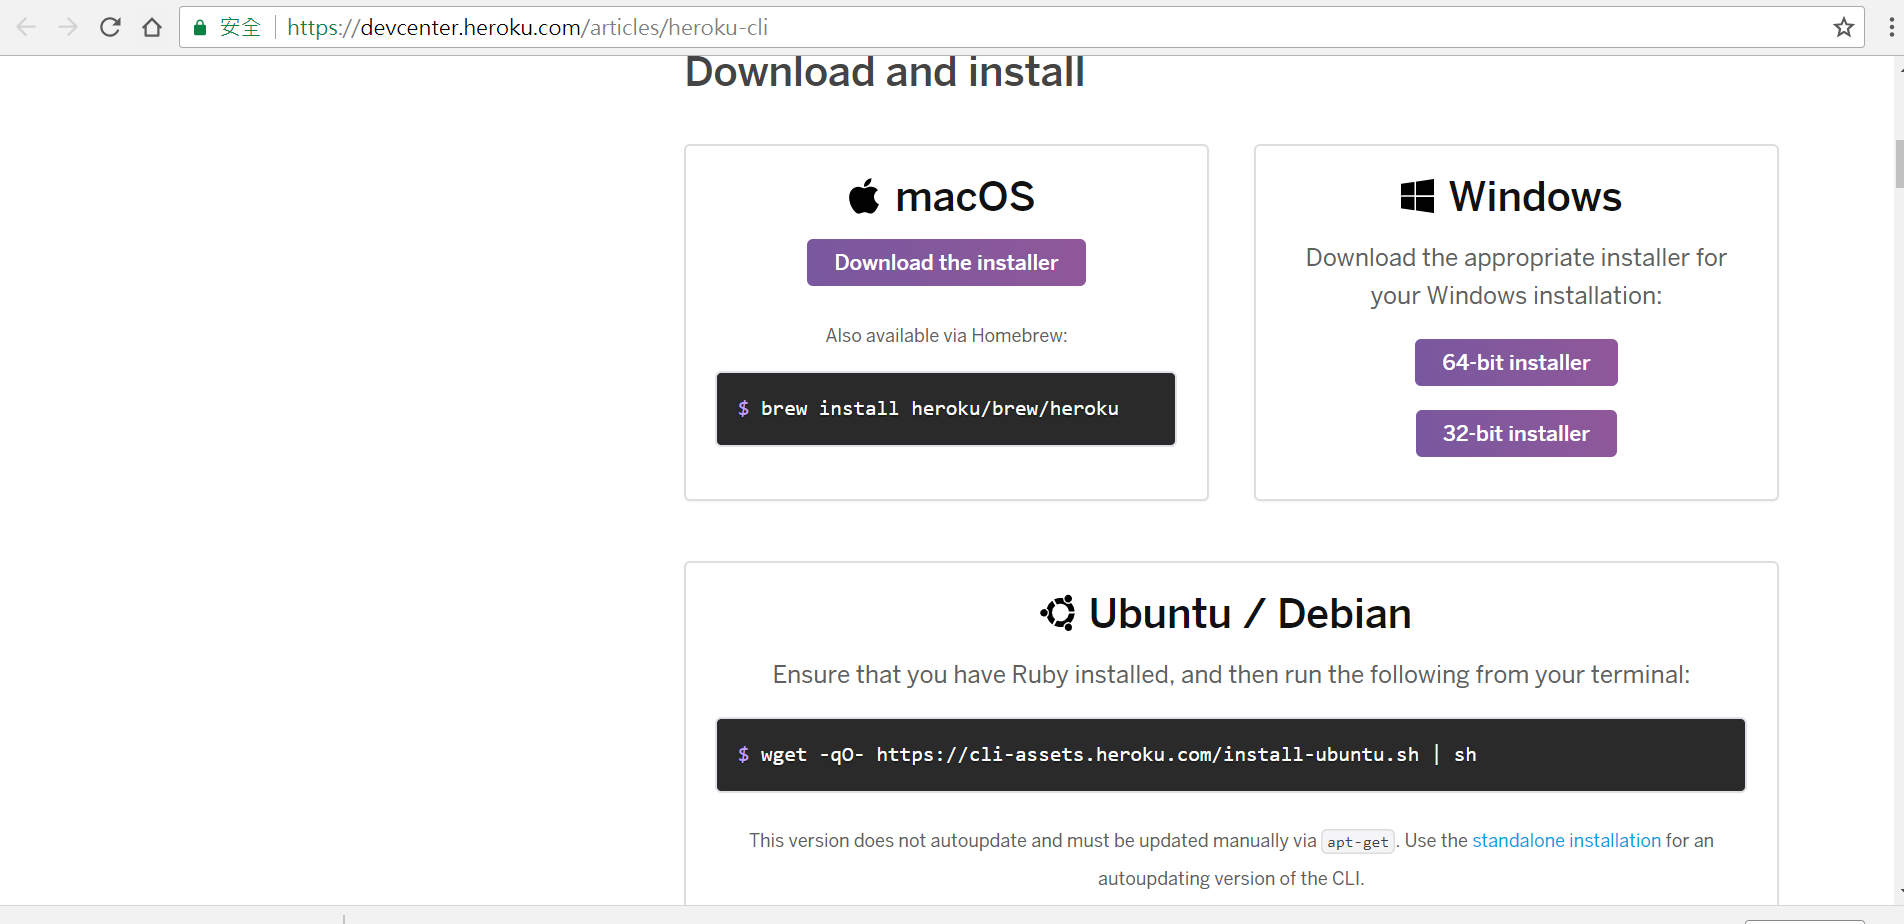 安全 https://devcenter.heroku.com/articles/heroku-cli
Download and install
macOS
Download the installer
Also available via Homebrew:
$ brew install heroku/brew/heroku
Windows
Download the appropriate installer for
your Windows installation:
64-bit installer
32-bit installer
Ubuntu / Debian
Ensure that you have Ruby installed, and then run the following from your terminal:
$ wget -qO- https://cli-assets.heroku.com/install-ubuntu.sh | sh
This version does not autoupdate and must be updated manually via apt-get. Use the standalone installation for an
autoupdating version of the CLI.